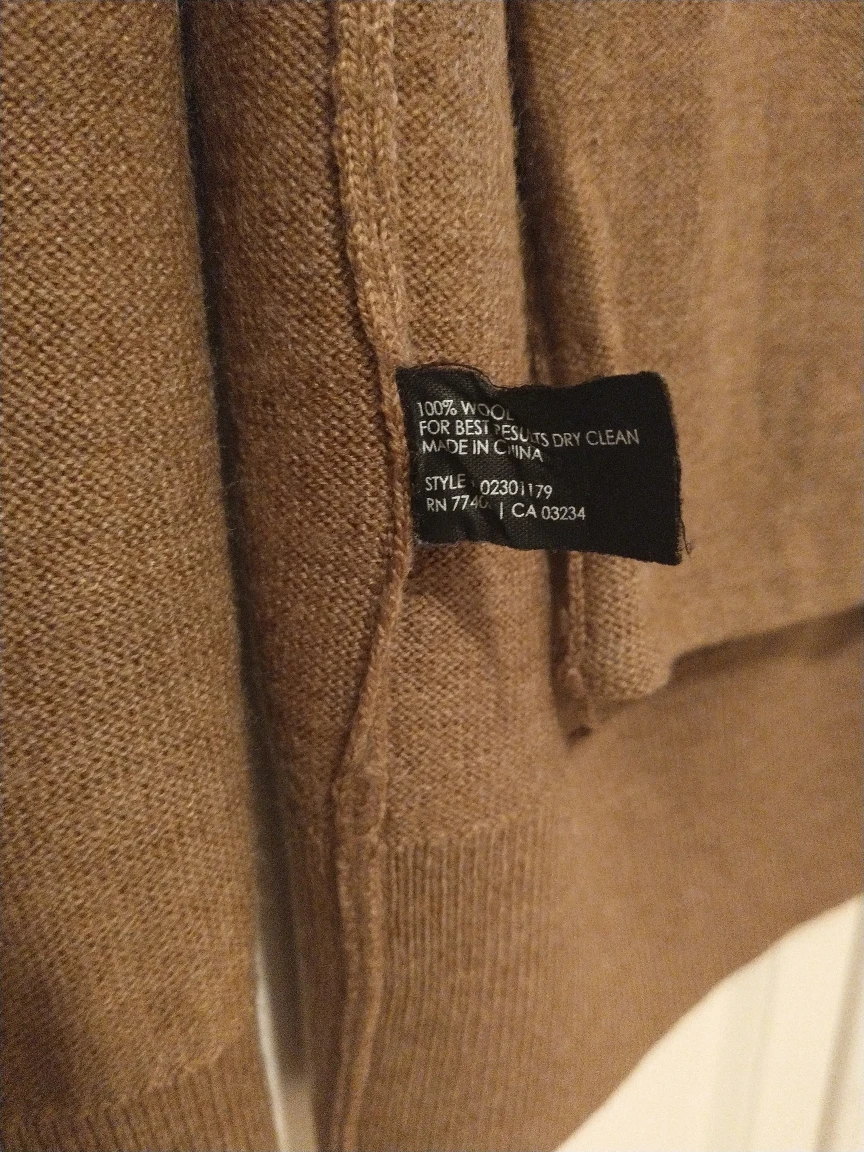 100% WOOL
FOR BEST RESULTS DRY CLEAN
MADE IN CHINA
STYLE 02301179
RN | CA 03234